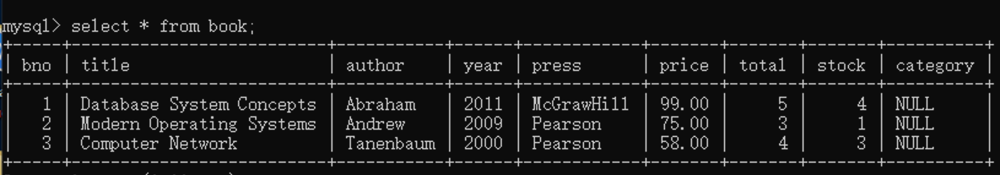 mysql> select * from book;
+-----+--------------------------+-----------+------+------------+-------+-------+-------+----------+
| bno | title                    | author    | year | press      | price | total | stock | category |
+-----+--------------------------+-----------+------+------------+-------+-------+-------+----------+
|   1 | Database System Concepts | Abraham   | 2011 | McGrawHill | 99.00 |     5 |     4 | NULL     |
|   2 | Modern Operating Systems | Andrew    | 2009 | Pearson    | 75.00 |     3 |     1 | NULL     |
|   3 | Computer Network         | Tanenbaum | 2000 | Pearson    | 58.00 |     4 |     3 | NULL     |
+-----+--------------------------+-----------+------+------------+-------+-------+-------+----------+